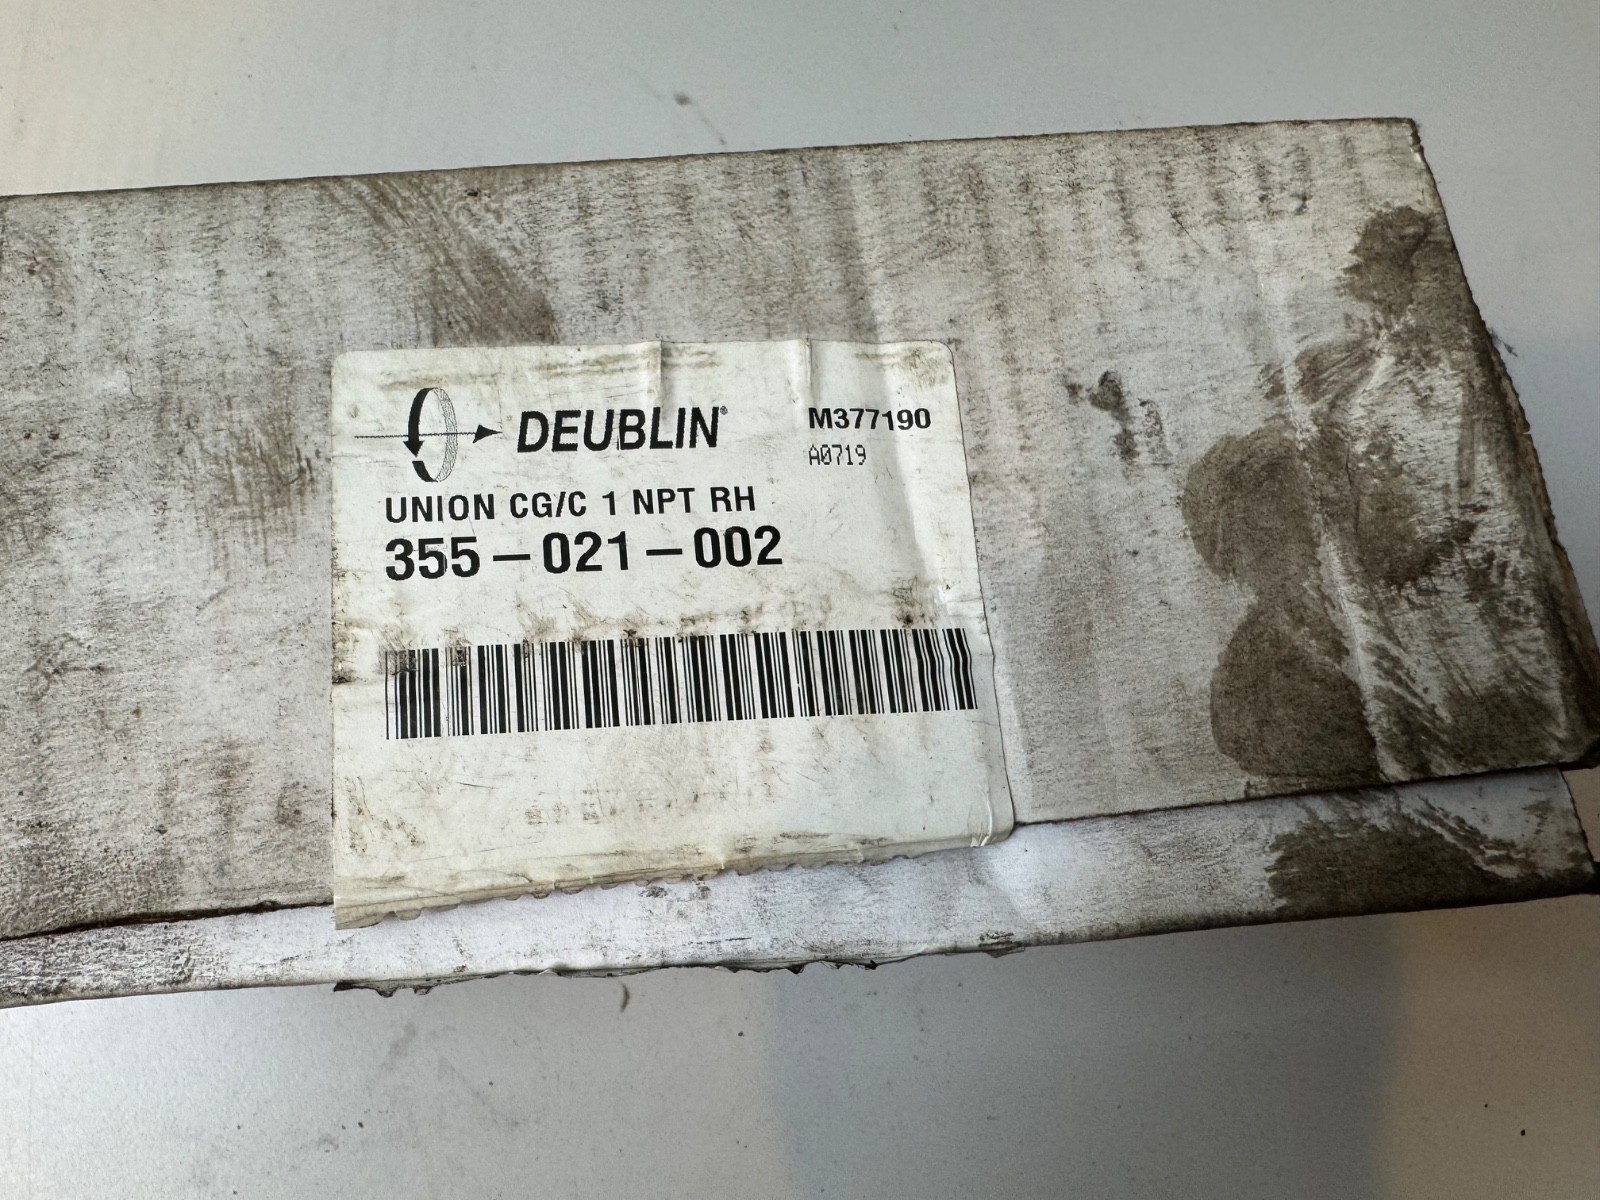 DEUBLIN®
M377190
A0719
UNION CG/C 1 NPT RH
355-021-002